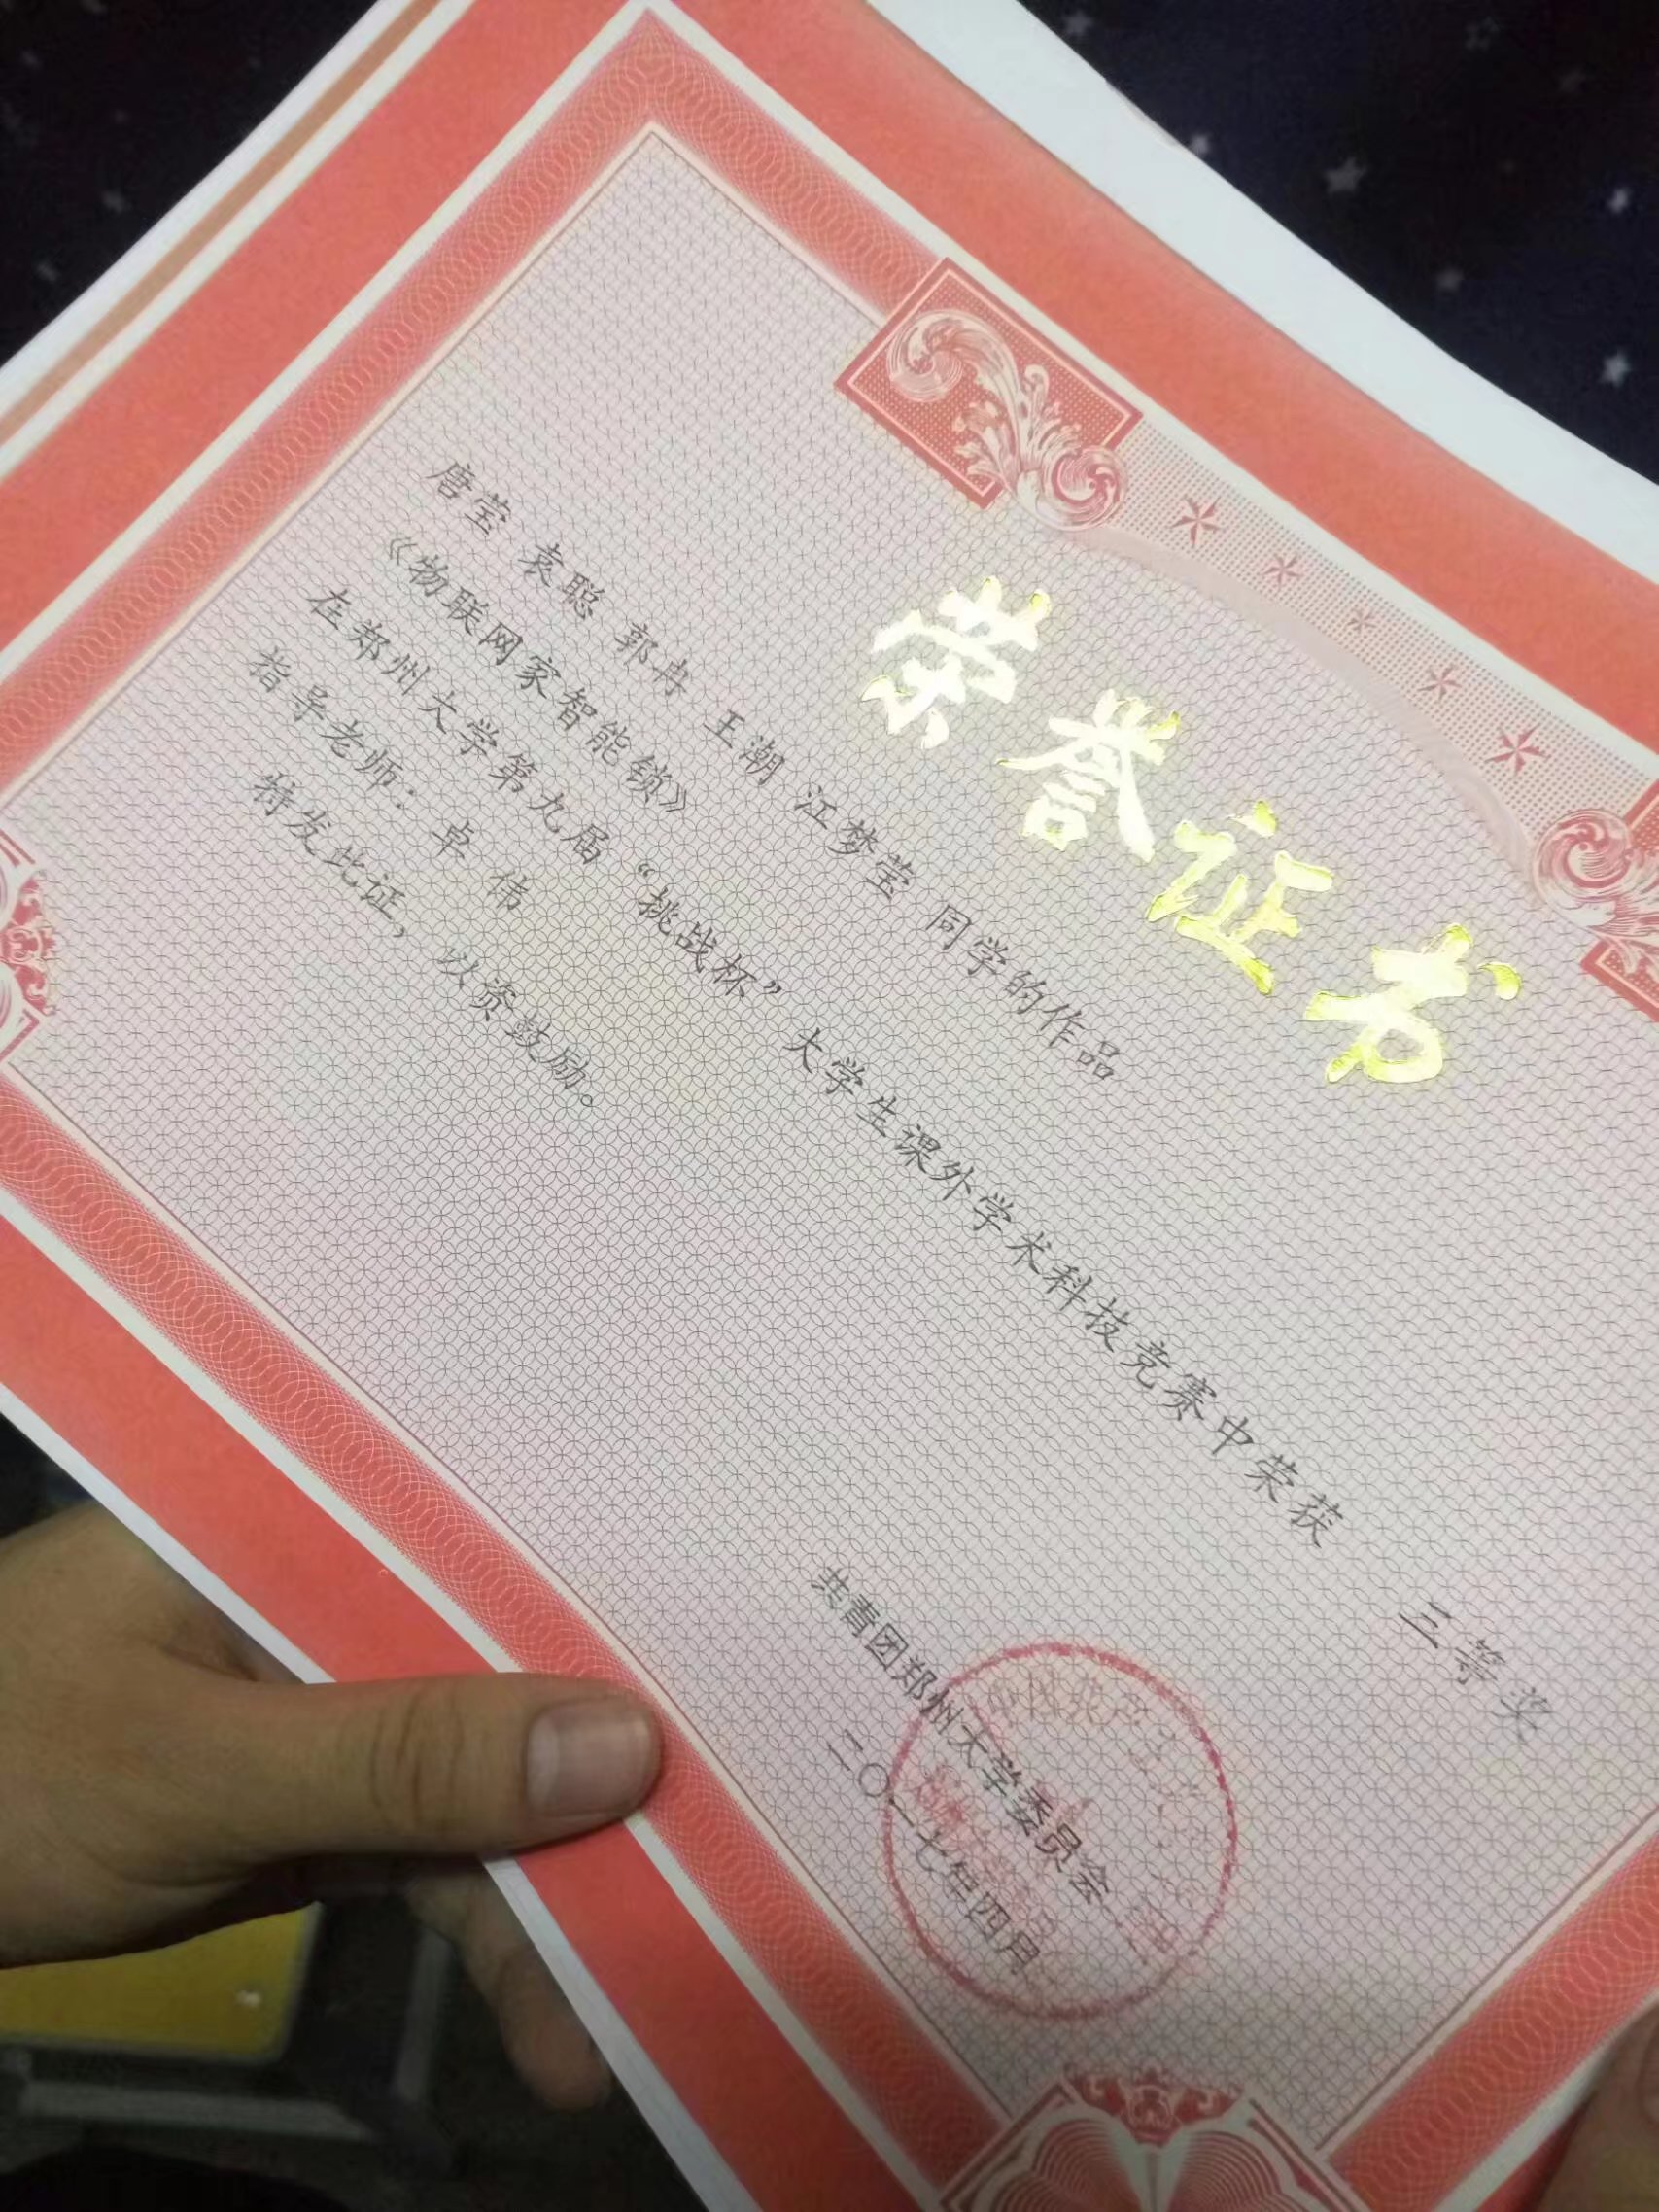 荣誉证书
唐莹 袁聪 郭冉 王潮 江梦莹 同学的作品
《物联网家智能锁》
在郑州大学第九届“挑战杯”大学生课外学术科技竞赛中荣获 三等奖
指导老师：卓 伟
特发此证，以资鼓励。
共青团郑州大学委员会
二〇一七年四月